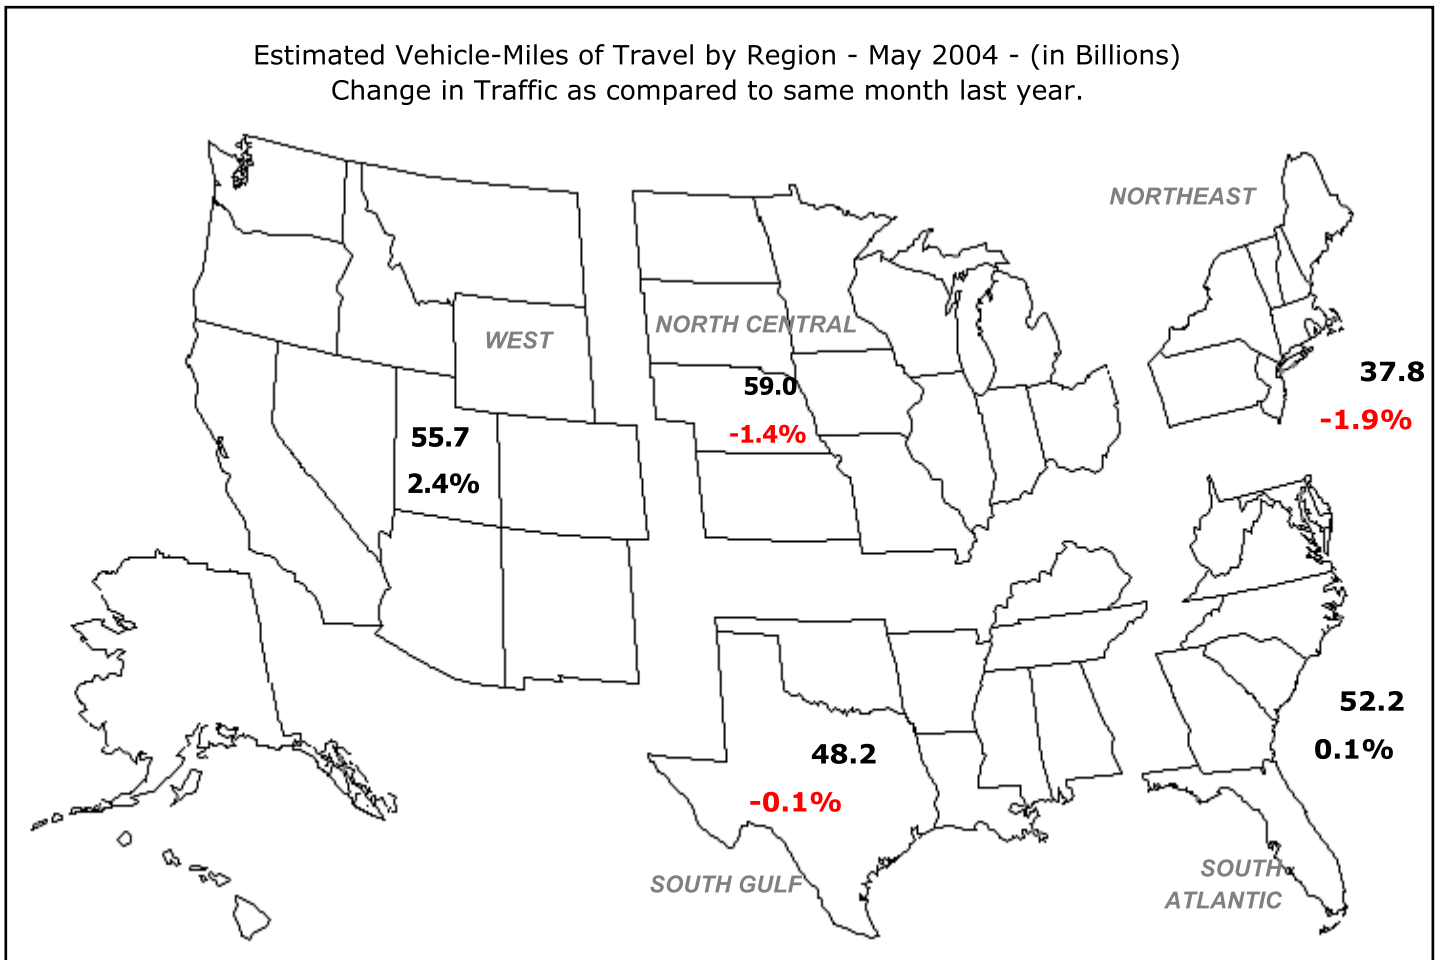 Estimated Vehicle-Miles of Travel by Region - May 2004 - (in Billions)
Change in Traffic as compared to same month last year.
NORTHEAST
NORTH CENTRAL
WEST
37.8
-1.9%
59.0
-1.4%
55.7
2.4%
52.2
0.1%
48.2
-0.1%
SOUTH GULF
SOUTH
ATLANTIC